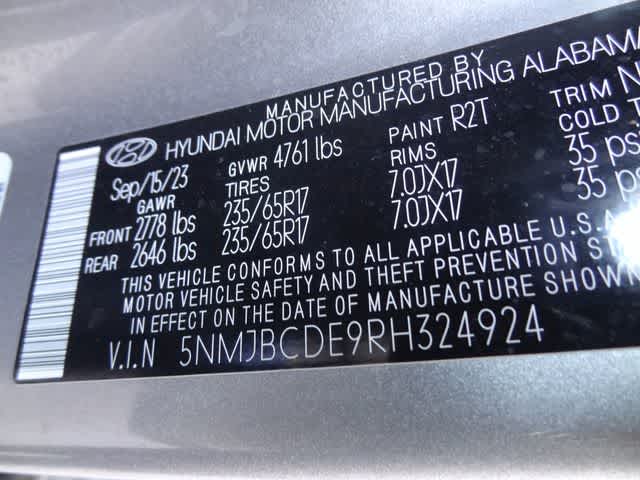 MANUFACTURED BY
HYUNDAI MOTOR MANUFACTURING ALABAMA
Sep/15/23 GVWR 4761 lbs PAINT R2T TRIM
GAWR TIRES RIMS COLD
FRONT 2778 lbs 235/65R17 7.0JX17 35
REAR 2646 lbs 235/65R17 7.0JX17 35
THIS VEHICLE CONFORMS TO ALL APPLICABLE U.S.A
MOTOR VEHICLE SAFETY AND THEFT PREVENTION
IN EFFECT ON THE DATE OF MANUFACTURE SHOWN
V.I.N 5NMJBCDE9RH324924